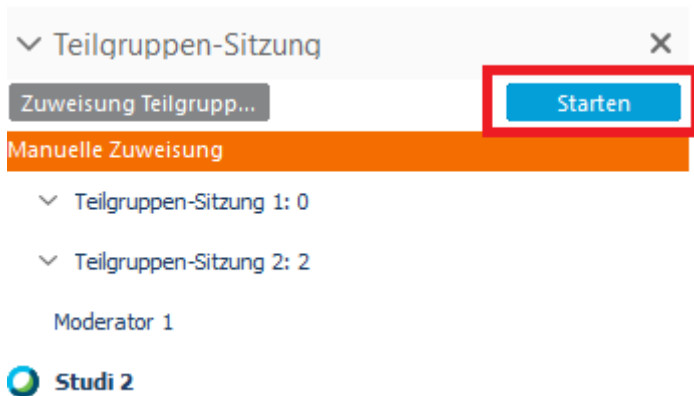 Teilgruppen-Sitzung
Zuweisung Teilgrupp...
Starten
Manuelle Zuweisung
Teilgruppen-Sitzung 1: 0
Teilgruppen-Sitzung 2: 2
Moderator 1
Studi 2